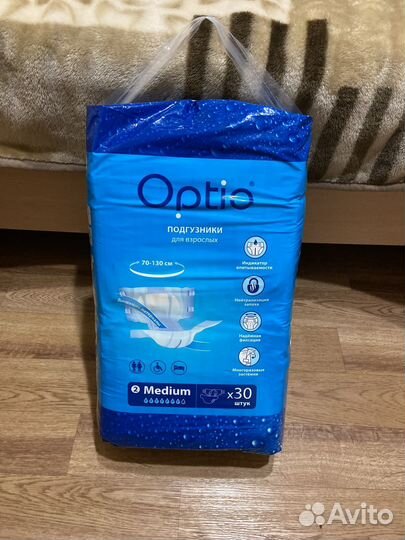 Optio®
ПОДГУЗНИКИ
для взрослых
70-130 см
Индикатор
впитываемости
Нейтрализация
запаха
Надёжная
фиксация
Многоразовые
застёжки
2 Medium
x30
штук
Avito